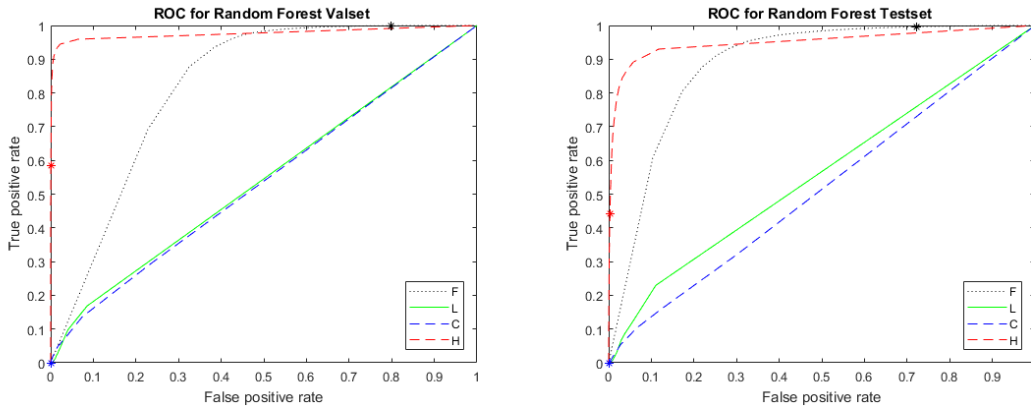 ROC for Random Forest Valset
1
0.9
0.8
0.7
0.6
0.5
0.4
0.3
0.2
0.1
0
True positive rate
0 0.1 0.2 0.3 0.4 0.5 0.6 0.7 0.8 0.9 1
False positive rate
F
L
C
H
ROC for Random Forest Testset
1
0.9
0.8
0.7
0.6
0.5
0.4
0.3
0.2
0.1
0
True positive rate
0 0.1 0.2 0.3 0.4 0.5 0.6 0.7 0.8 0.9
False positive rate
F
L
C
H